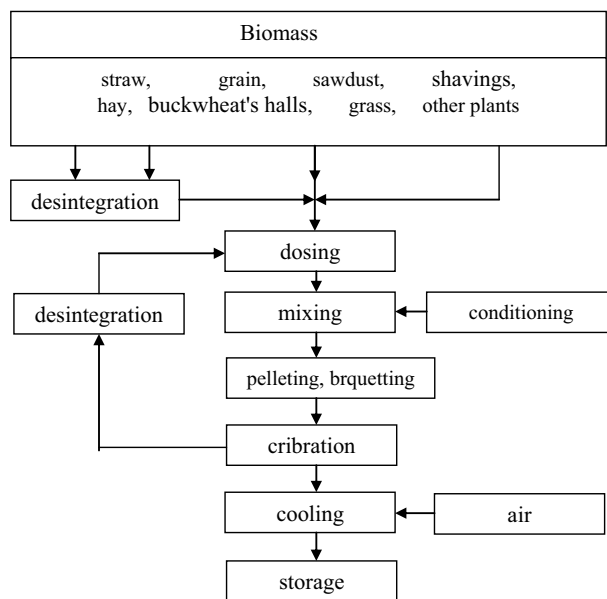 Biomass
straw, grain, sawdust, shavings,
hay, buckwheat's halls, grass, other plants
desintegration
dosing
desintegration
mixing
conditioning
pelleting, brquetting
cribration
cooling
air
storage